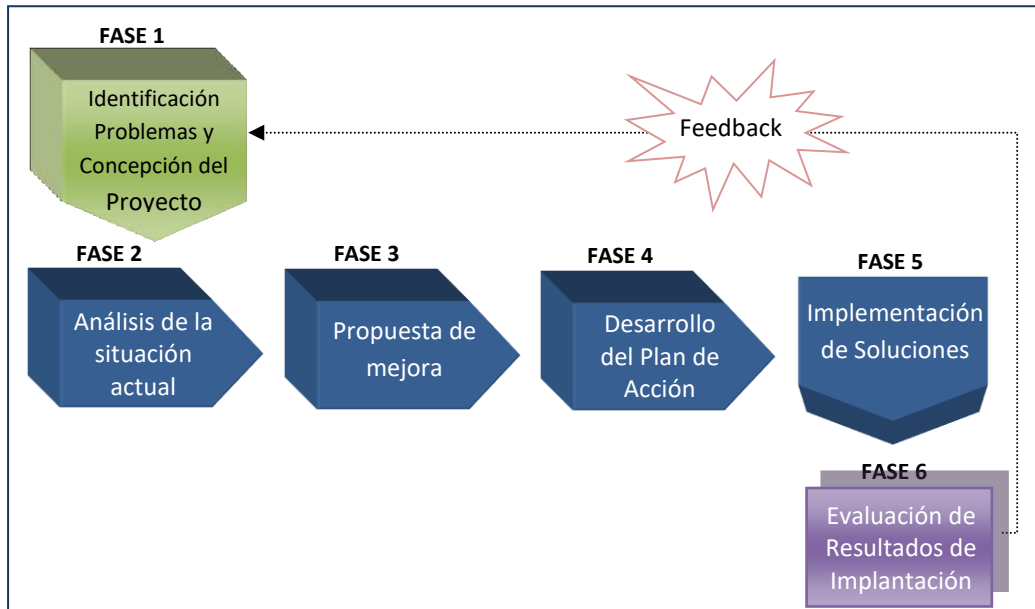 FASE 1
Identificación
Problemas y
Concepción del
Proyecto
Feedback
FASE 2
Análisis de la
situación
actual
FASE 3
Propuesta de
mejora
FASE 4
Desarrollo
del Plan de
Acción
FASE 5
Implementación
de Soluciones
FASE 6
Evaluación de
Resultados de
Implantación